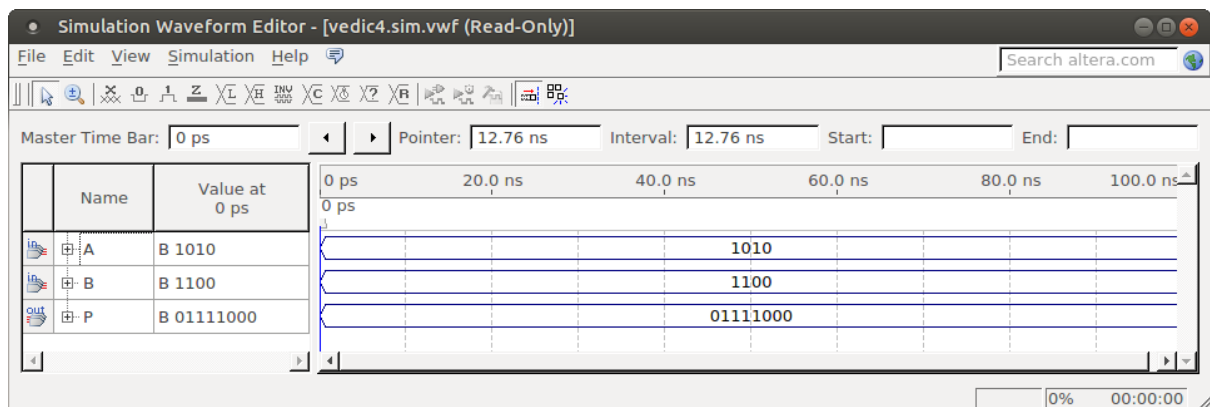 Simulation Waveform Editor - [vedic4.sim.vwf (Read-Only)]
File Edit View Simulation Help
Search altera.com
Master Time Bar: 0 ps Pointer: 12.76 ns Interval: 12.76 ns Start: End:
Name Value at 0 ps
0 ps 20.0 ns 40.0 ns 60.0 ns 80.0 ns 100.0 ns
0 ps
in A B 1010 1010
in B B 1100 1100
out P B 01111000 01111000
0% 00:00:00